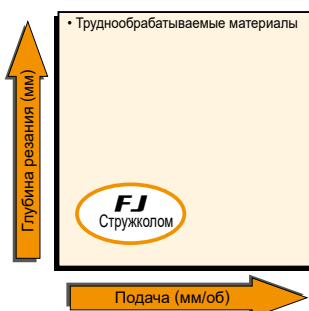 • Труднообрабатываемые материалы
Глубина резания (мм)
FJ
Стружколом
Подача (мм/об)